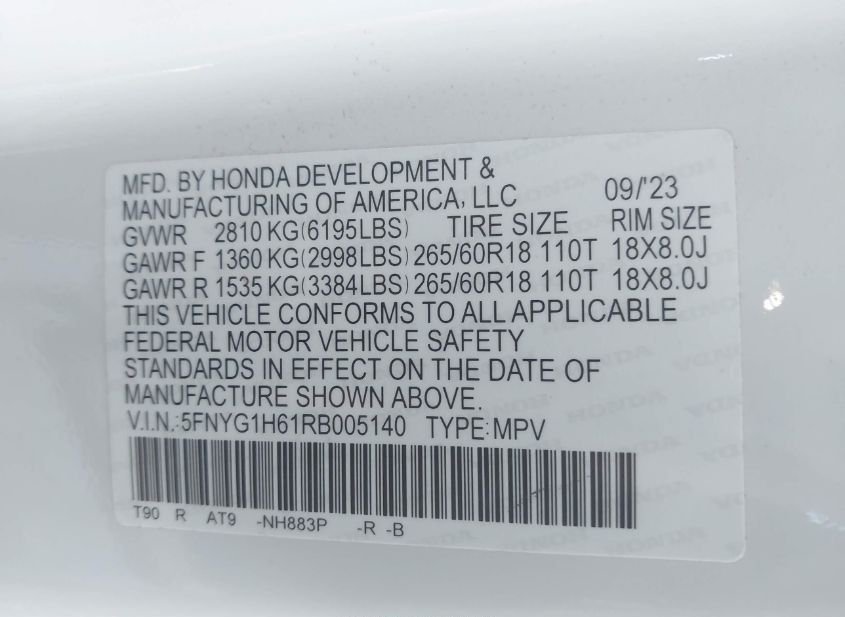 MFD. BY HONDA DEVELOPMENT &
MANUFACTURING OF AMERICA, LLC 09/'23
GVWR 2810 KG(6195LBS) TIRE SIZE RIM SIZE
GAWR F 1360 KG(2998LBS) 265/60R18 110T 18X8.0J
GAWR R 1535 KG(3384LBS) 265/60R18 110T 18X8.0J
THIS VEHICLE CONFORMS TO ALL APPLICABLE
FEDERAL MOTOR VEHICLE SAFETY
STANDARDS IN EFFECT ON THE DATE OF
MANUFACTURE SHOWN ABOVE.
V.I.N.:5FNYG1H61RB005140 TYPE:MPV
T90 R AT9 -NH883P -R -B